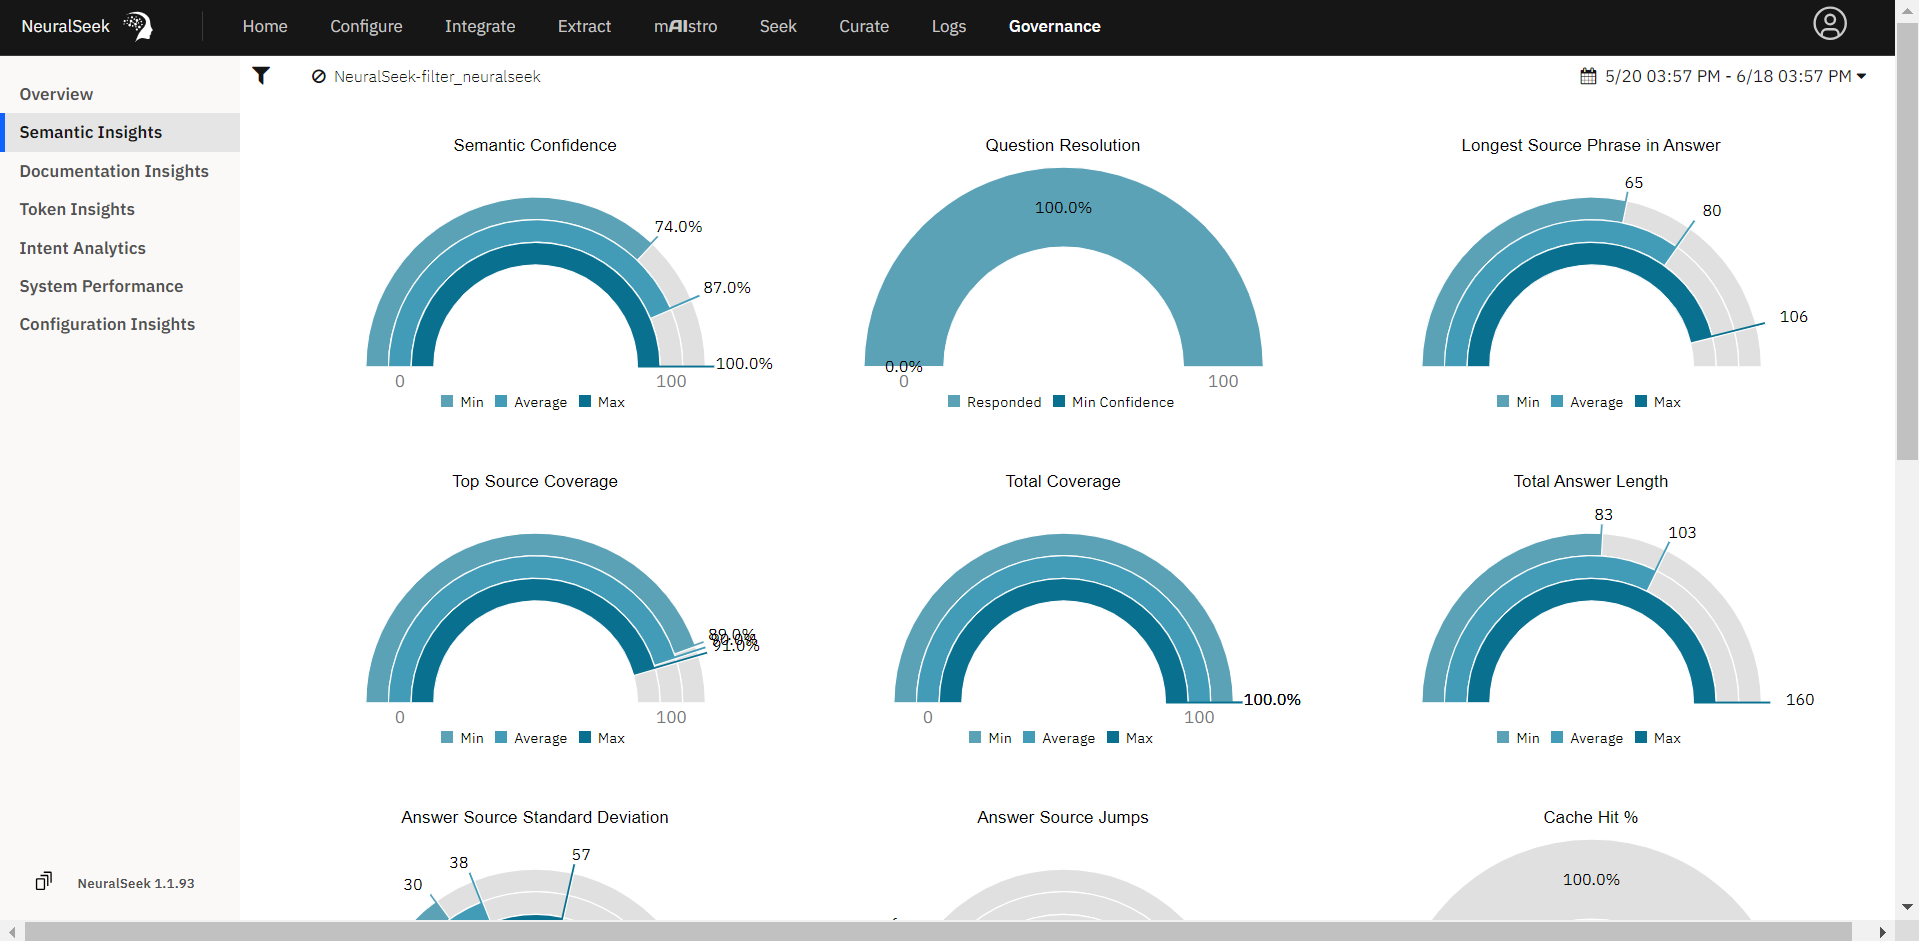 NeuralSeek
Home Configure Integrate Extract mAIstro Seek Curate Logs Governance
Overview
Semantic Insights
Documentation Insights
Token Insights
Intent Analytics
System Performance
Configuration Insights
NeuralSeek 1.1.93
NeuralSeek-filter_neuralseek
5/20 03:57 PM - 6/18 03:57 PM
Semantic Confidence
74.0%
87.0%
100.0%
0 100
Min Average Max
Question Resolution
100.0%
0.0%
0 100
Responded Min Confidence
Longest Source Phrase in Answer
65
80
106
Min Average Max
Top Source Coverage
89.0%
90.0%
91.0%
0 100
Min Average Max
Total Coverage
100.0%
0 100
Min Average Max
Total Answer Length
83
103
160
Min Average Max
Answer Source Standard Deviation
57
38
30
Answer Source Jumps
Cache Hit %
100.0%